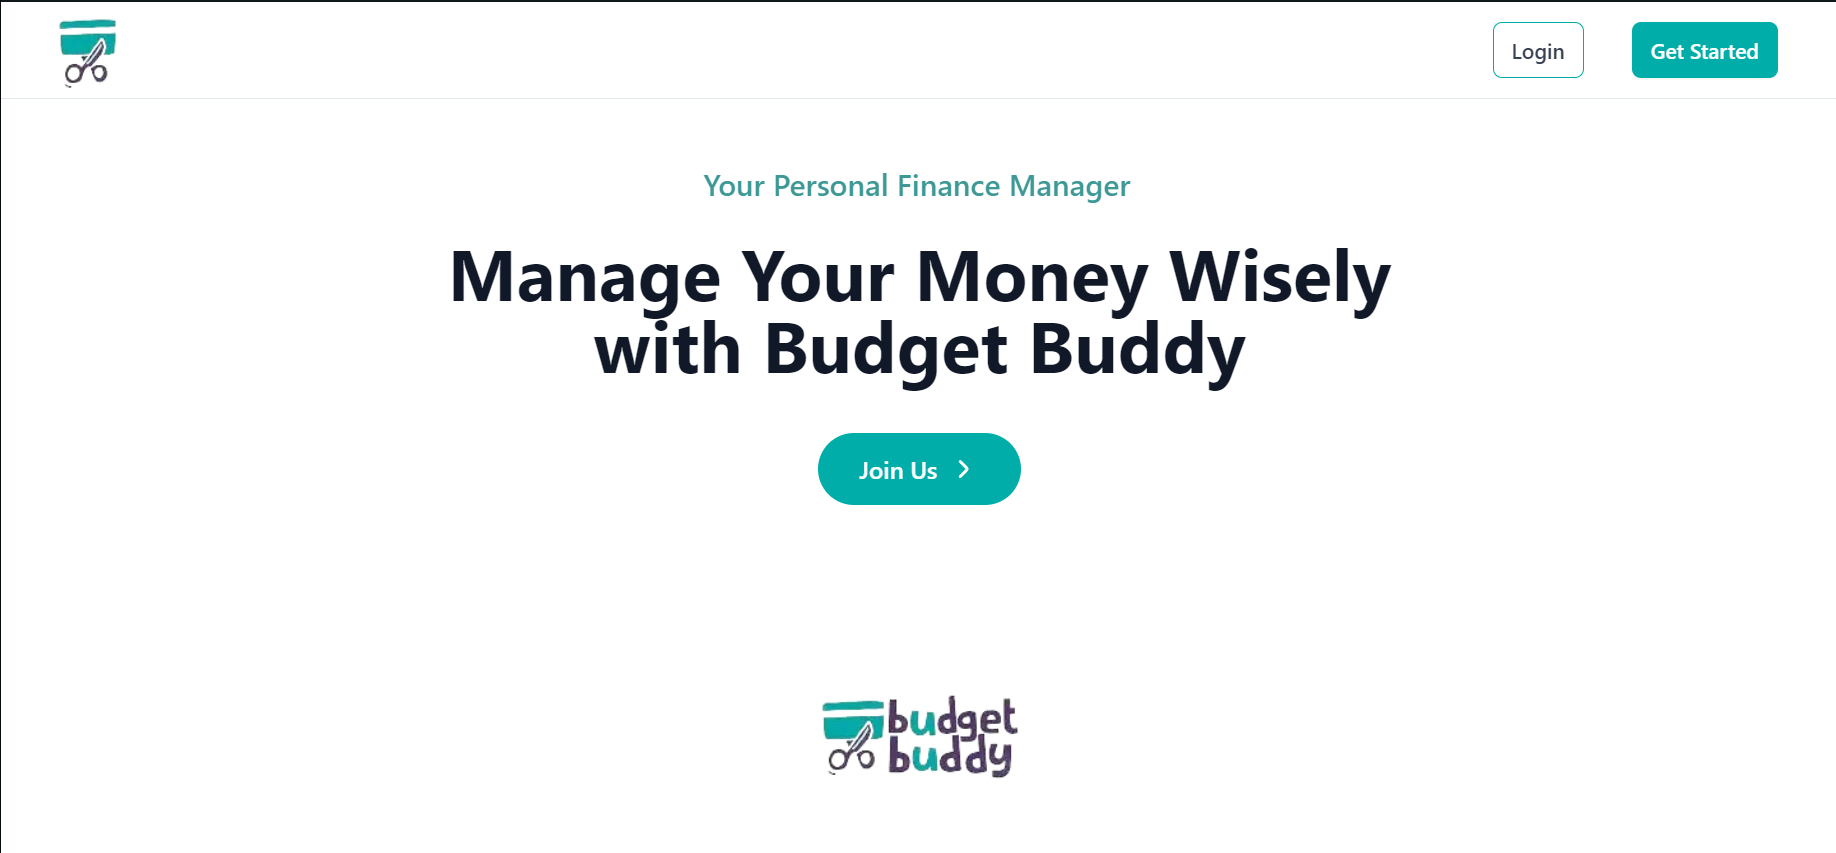 Login
Get Started
Your Personal Finance Manager
Manage Your Money Wisely
with Budget Buddy
Join Us
budget
buddy